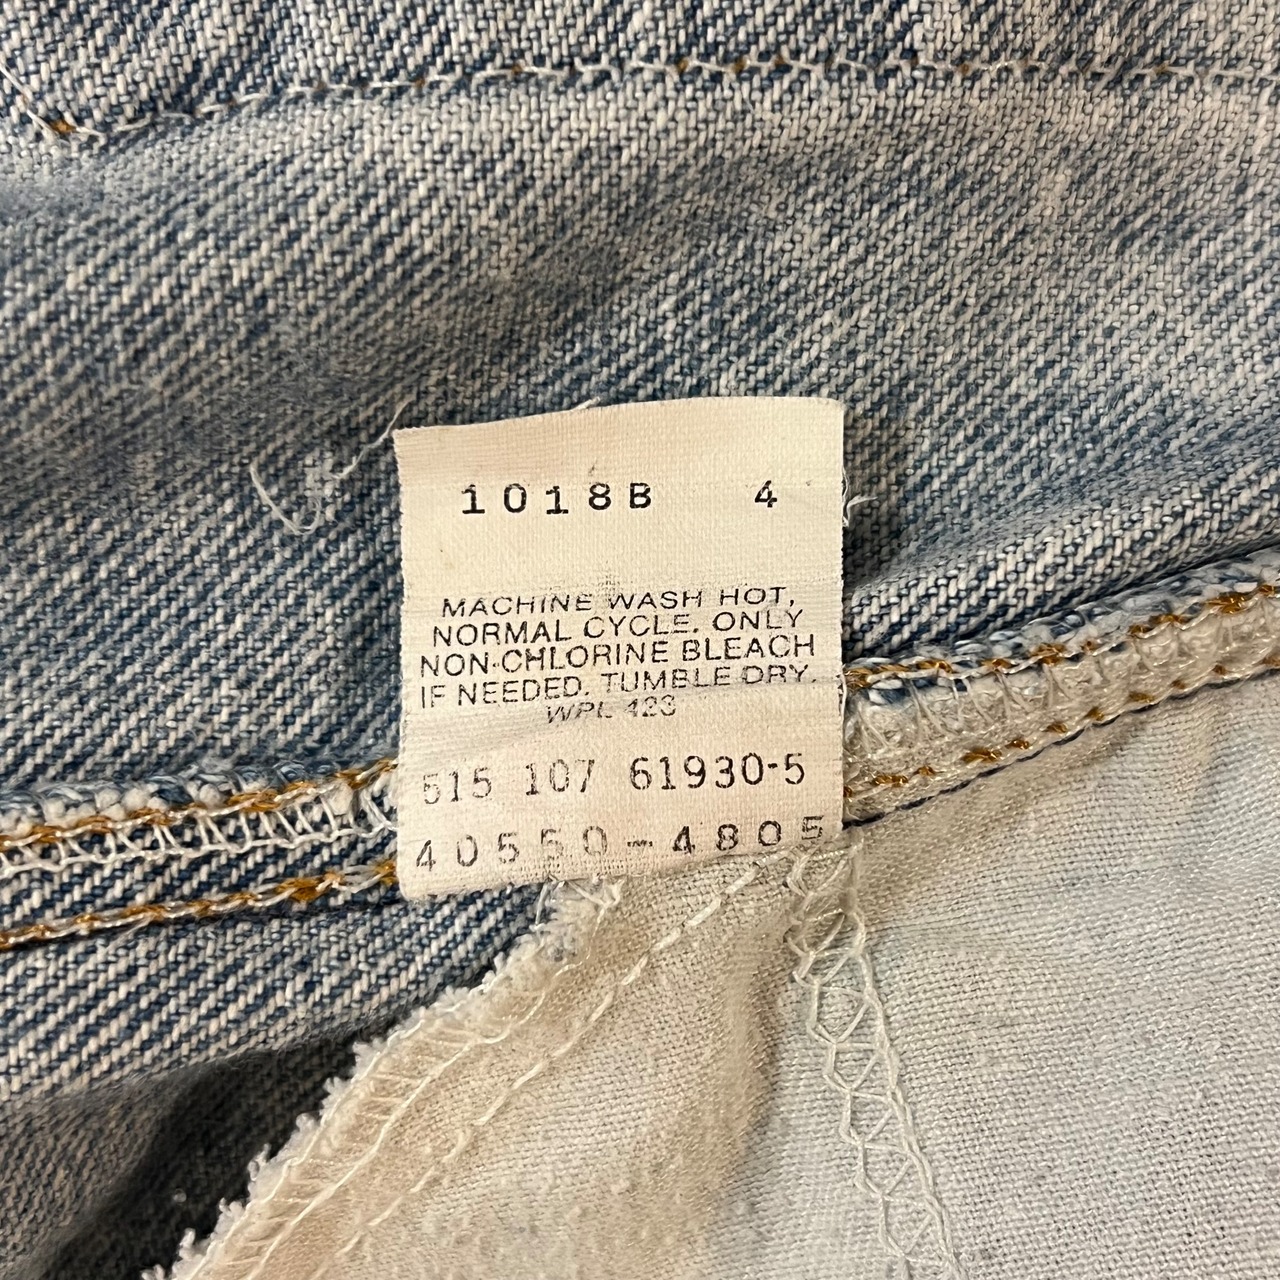 1018B 4
MACHINE WASH HOT,
NORMAL CYCLE. ONLY
NON-CHLORINE BLEACH
IF NEEDED. TUMBLE DRY.
WPL 423
515 107 61930-5
40550-4805